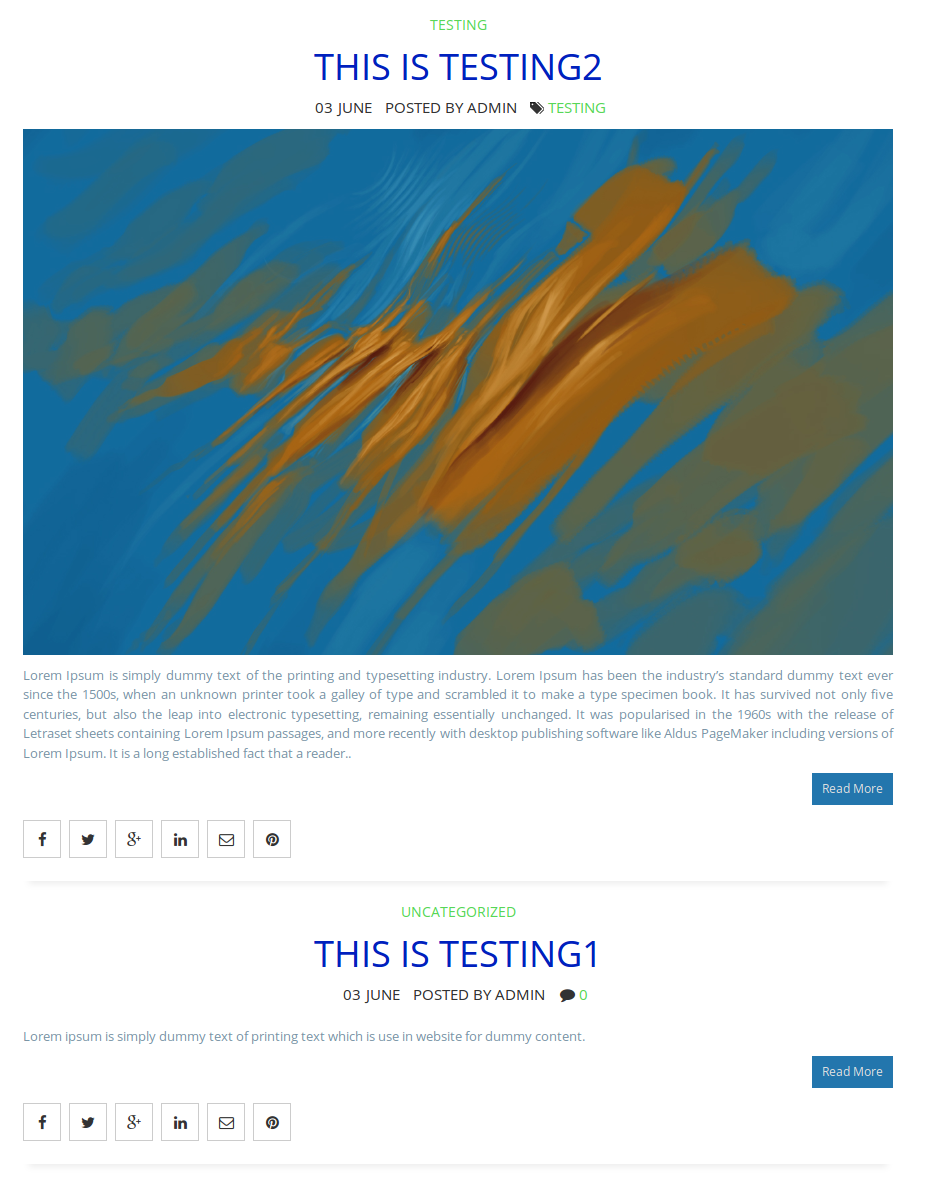 TESTING
THIS IS TESTING2
03 JUNE POSTED BY ADMIN TESTING
Lorem Ipsum is simply dummy text of the printing and typesetting industry. Lorem Ipsum has been the industry’s standard dummy text ever
since the 1500s, when an unknown printer took a galley of type and scrambled it to make a type specimen book. It has survived not only five
centuries, but also the leap into electronic typesetting, remaining essentially unchanged. It was popularised in the 1960s with the release of
Letraset sheets containing Lorem Ipsum passages, and more recently with desktop publishing software like Aldus PageMaker including versions of
Lorem Ipsum. It is a long established fact that a reader..
Read More
UNCATEGORIZED
THIS IS TESTING1
03 JUNE POSTED BY ADMIN 0
Lorem ipsum is simply dummy text of printing text which is use in website for dummy content.
Read More